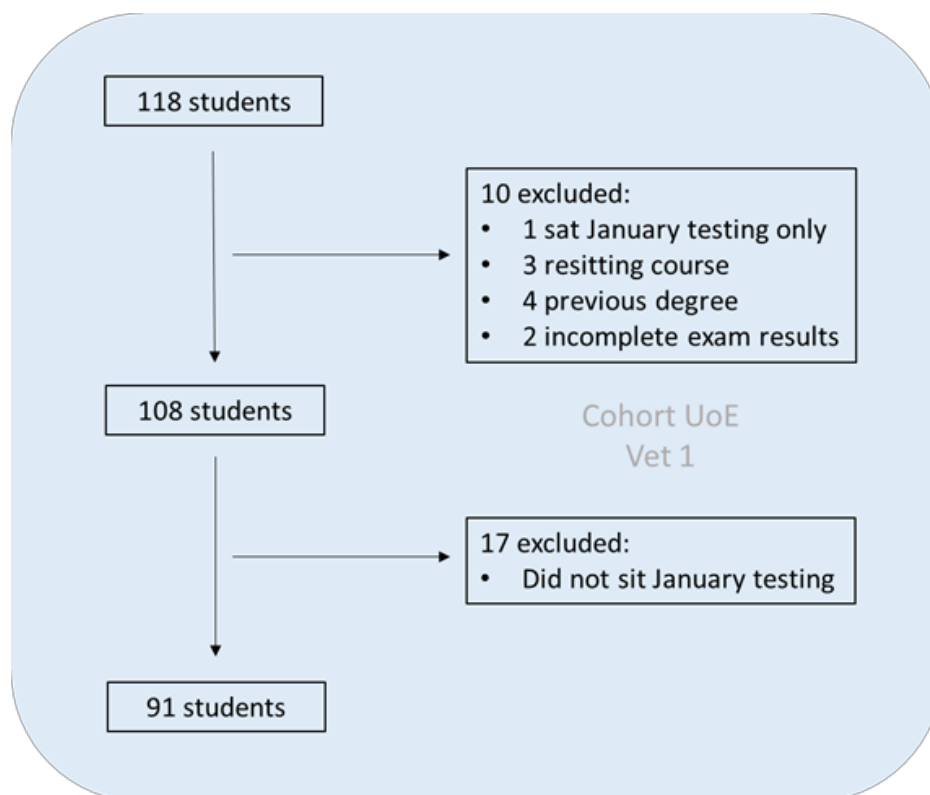 118 students
10 excluded:
• 1 sat January testing only
• 3 resitting course
• 4 previous degree
• 2 incomplete exam results
108 students
Cohort UoE
Vet 1
17 excluded:
• Did not sit January testing
91 students